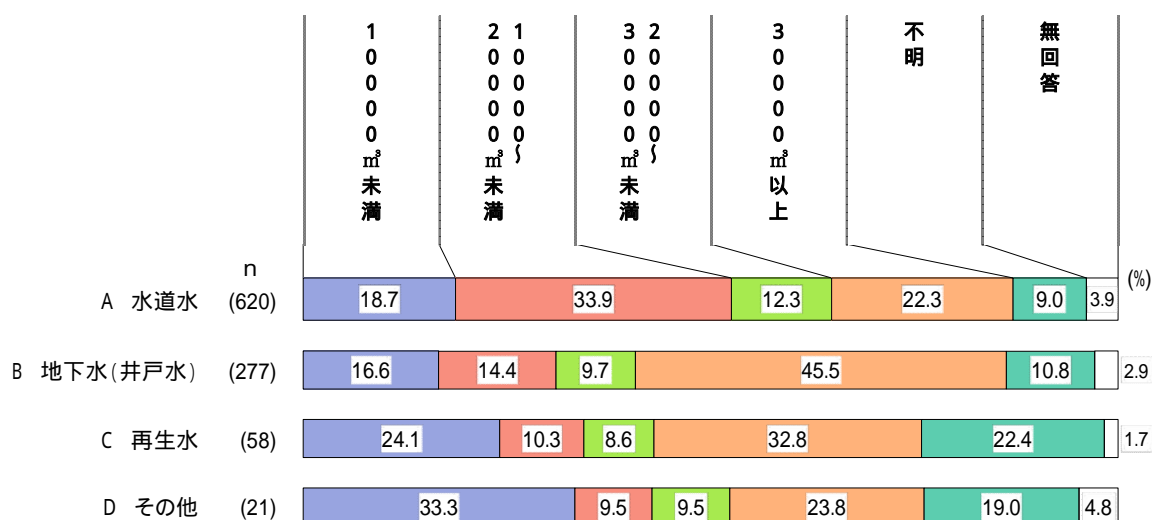 10000㎥未満
10000〜
20000㎥未満
20000〜
30000㎥未満
30000㎥以上
不明
無回答
n
(%)
A 水道水 (620) 18.7 33.9 12.3 22.3 9.0 3.9
B 地下水(井戸水) (277) 16.6 14.4 9.7 45.5 10.8 2.9
C 再生水 (58) 24.1 10.3 8.6 32.8 22.4 1.7
D その他 (21) 33.3 9.5 9.5 23.8 19.0 4.8